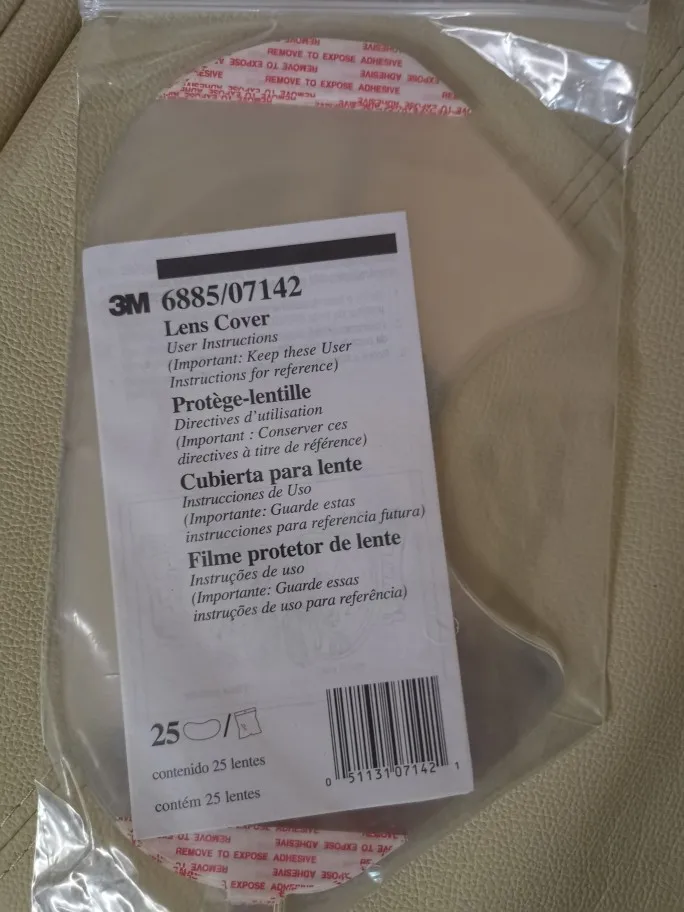 REMOVE TO EXPOSE ADHESIVE
REMOVE TO EXPOSE ADHESIVE
3M 6885/07142
Lens Cover
User Instructions
(Important: Keep these User
Instructions for reference)
Protège-lentille
Directives d'utilisation
(Important : Conserver ces
directives à titre de référence)
Cubierta para lente
Instrucciones de Uso
(Importante: Guarde estas
instrucciones para referencia futura)
Filme protetor de lente
Instruções de uso
(Importante: Guarde essas
instruções de uso para referência)
25 /
contenido 25 lentes
contém 25 lentes
0 51131 07142 1
REMOVE TO EXPOSE ADHESIVE
EXPOSE